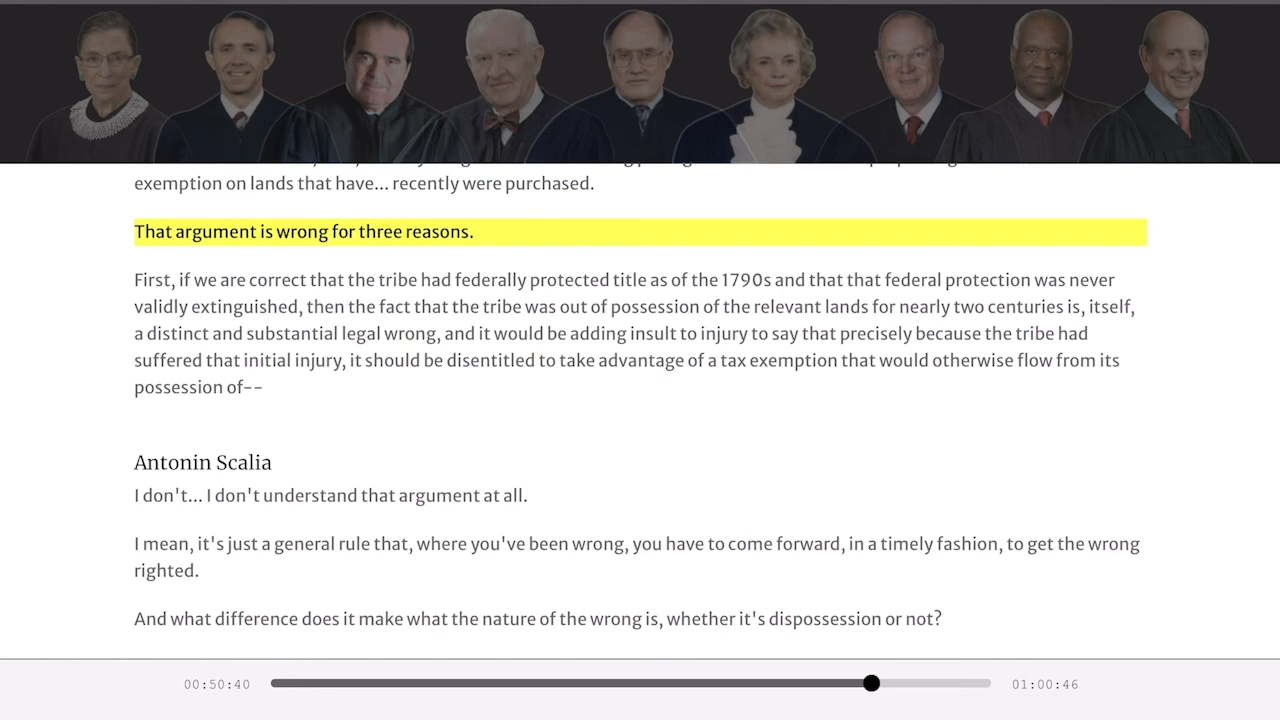 exemption on lands that have... recently were purchased.
That argument is wrong for three reasons.
First, if we are correct that the tribe had federally protected title as of the 1790s and that that federal protection was never
validly extinguished, then the fact that the tribe was out of possession of the relevant lands for nearly two centuries is, itself,
a distinct and substantial legal wrong, and it would be adding insult to injury to say that precisely because the tribe had
suffered that initial injury, it should be disentitled to take advantage of a tax exemption that would otherwise flow from its
possession of--
Antonin Scalia
I don't... I don't understand that argument at all.
I mean, it's just a general rule that, where you've been wrong, you have to come forward, in a timely fashion, to get the wrong
righted.
And what difference does it make what the nature of the wrong is, whether it's dispossession or not?
00:50:40
01:00:46